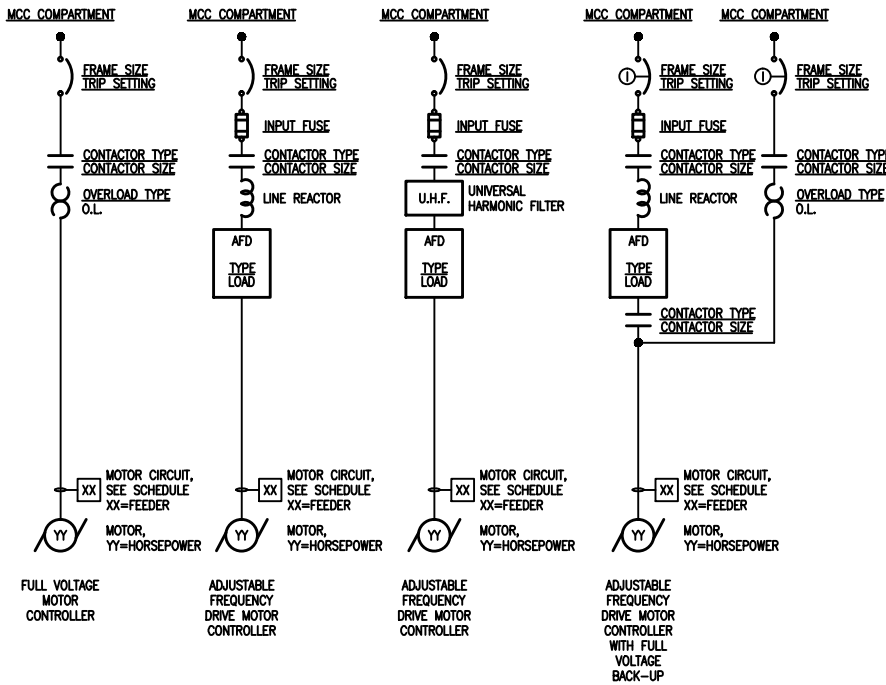 MCC COMPARTMENT
FRAME SIZE
TRIP SETTING
CONTACTOR TYPE
CONTACTOR SIZE
OVERLOAD TYPE
O.L.
XX
MOTOR CIRCUIT,
SEE SCHEDULE
XX=FEEDER
YY
MOTOR,
YY=HORSEPOWER
FULL VOLTAGE
MOTOR
CONTROLLER
MCC COMPARTMENT
FRAME SIZE
TRIP SETTING
INPUT FUSE
CONTACTOR TYPE
CONTACTOR SIZE
LINE REACTOR
AFD
TYPE
LOAD
XX
MOTOR CIRCUIT,
SEE SCHEDULE
XX=FEEDER
YY
MOTOR,
YY=HORSEPOWER
ADJUSTABLE
FREQUENCY
DRIVE MOTOR
CONTROLLER
MCC COMPARTMENT
FRAME SIZE
TRIP SETTING
INPUT FUSE
CONTACTOR TYPE
CONTACTOR SIZE
U.H.F.
UNIVERSAL
HARMONIC FILTER
AFD
TYPE
LOAD
XX
MOTOR CIRCUIT,
SEE SCHEDULE
XX=FEEDER
YY
MOTOR,
YY=HORSEPOWER
ADJUSTABLE
FREQUENCY
DRIVE MOTOR
CONTROLLER
MCC COMPARTMENT
I
FRAME SIZE
TRIP SETTING
INPUT FUSE
CONTACTOR TYPE
CONTACTOR SIZE
LINE REACTOR
AFD
TYPE
LOAD
CONTACTOR TYPE
CONTACTOR SIZE
XX
MOTOR CIRCUIT,
SEE SCHEDULE
XX=FEEDER
YY
MOTOR,
YY=HORSEPOWER
ADJUSTABLE
FREQUENCY
DRIVE MOTOR
CONTROLLER
WITH FULL
VOLTAGE
BACK-UP
MCC COMPARTMENT
I
FRAME SIZE
TRIP SETTING
CONTACTOR TYPE
CONTACTOR SIZE
OVERLOAD TYPE
O.L.